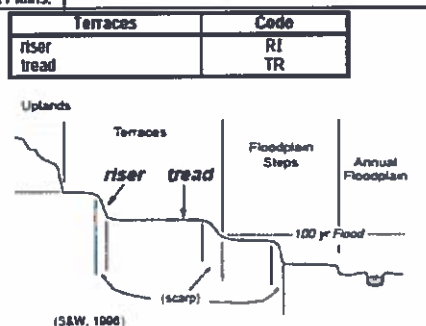 Plains.
Terraces Code
riser RI
tread TR
Uplands
Terraces
Floodplain
Steps
Annual
Floodplain
riser tread
100 yr Flood
(scarp)
(S&W, 1996)